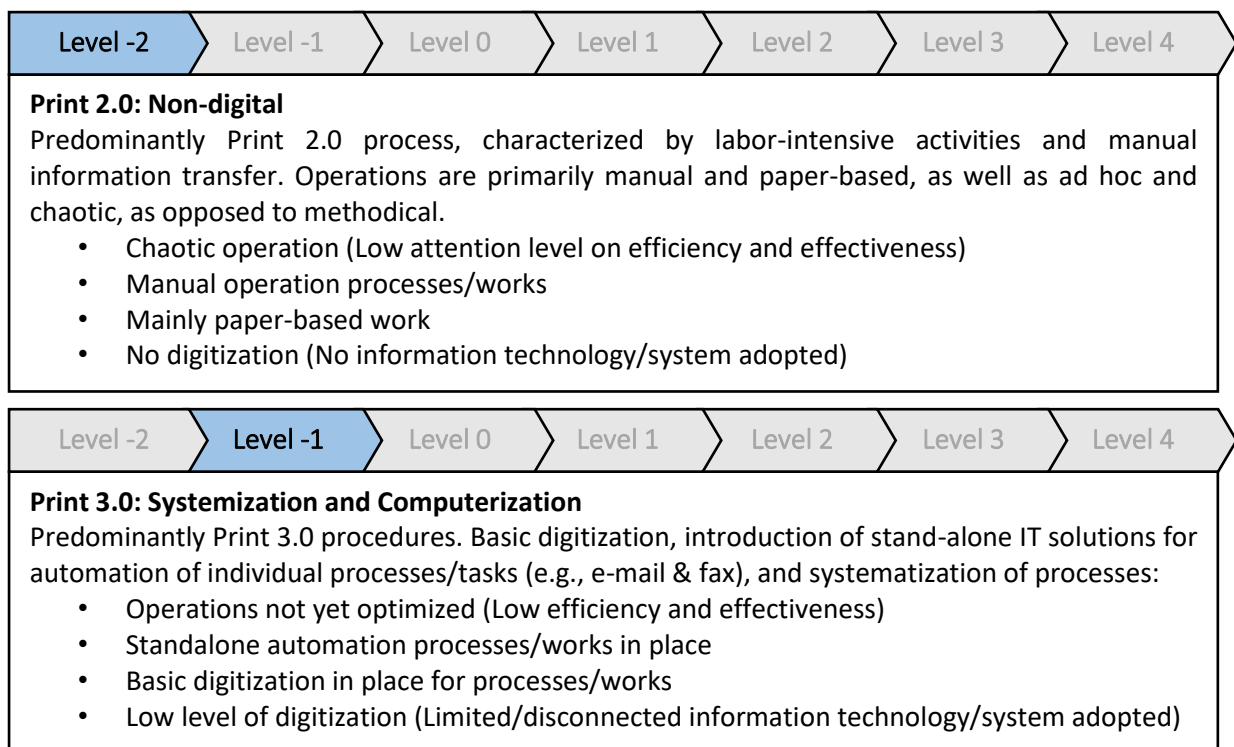 Level -2 Level -1 Level 0 Level 1 Level 2 Level 3 Level 4
Print 2.0: Non-digital
Predominantly Print 2.0 process, characterized by labor-intensive activities and manual
information transfer. Operations are primarily manual and paper-based, as well as ad hoc and
chaotic, as opposed to methodical.
• Chaotic operation (Low attention level on efficiency and effectiveness)
• Manual operation processes/works
• Mainly paper-based work
• No digitization (No information technology/system adopted)
Level -2 Level -1 Level 0 Level 1 Level 2 Level 3 Level 4
Print 3.0: Systemization and Computerization
Predominantly Print 3.0 procedures. Basic digitization, introduction of stand-alone IT solutions for
automation of individual processes/tasks (e.g., e-mail & fax), and systematization of processes:
• Operations not yet optimized (Low efficiency and effectiveness)
• Standalone automation processes/works in place
• Basic digitization in place for processes/works
• Low level of digitization (Limited/disconnected information technology/system adopted)